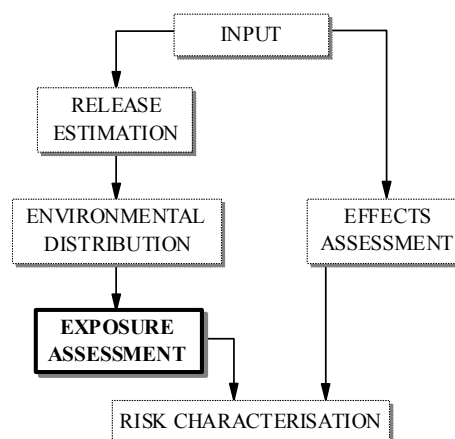 INPUT
RELEASE
ESTIMATION
ENVIRONMENTAL
DISTRIBUTION
EFFECTS
ASSESSMENT
EXPOSURE
ASSESSMENT
RISK CHARACTERISATION